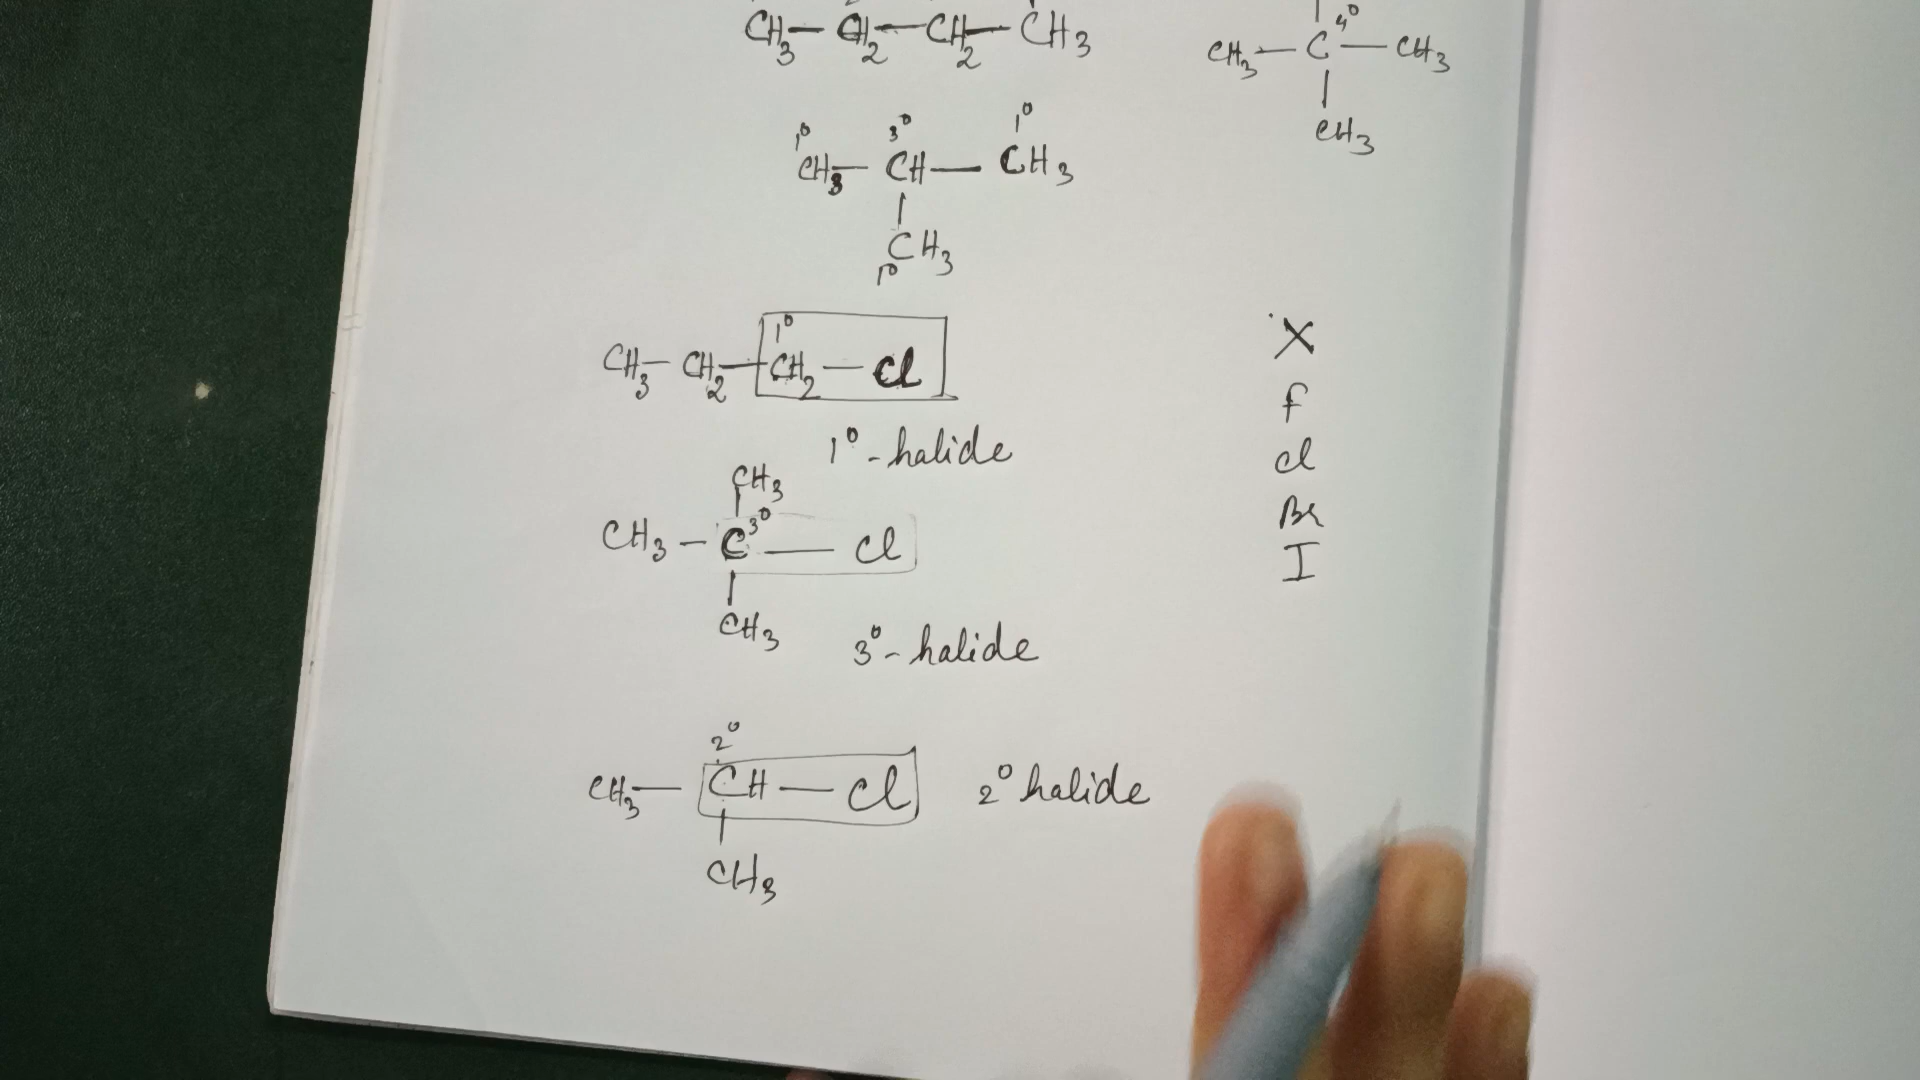 CH3 — CH2 — CH2 — CH3
4°
CH3 — C — CH3
CH3
1° 3° 1°
CH3 — CH — CH3
CH3
1°
1°
CH3 — CH2 — CH2 — Cl
1° - halide
CH3
3°
CH3 — C — Cl
CH3
3° - halide
2°
CH3 — CH — Cl 2° halide
CH3
X
F
Cl
Br
I